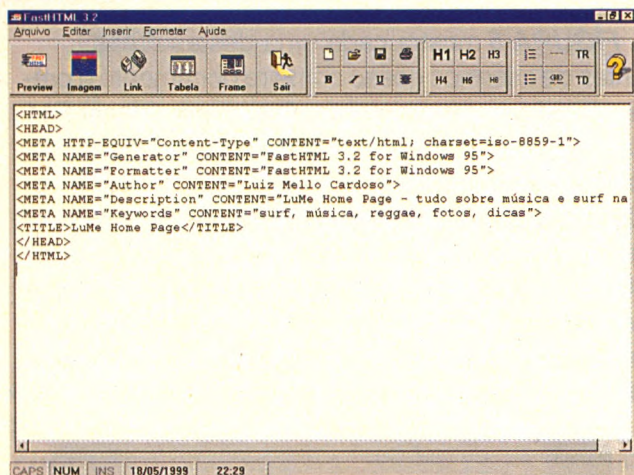 FastHTML 3.2
Arquivo Editar Inserir Formatar Ajuda
Preview Imagem Link Tabela Frame Sair
H1 H2 H3 TR
B I U H4 H5 H6 TD
<HTML>
<HEAD>
<META HTTP-EQUIV="Content-Type" CONTENT="text/html; charset=iso-8859-1">
<META NAME="Generator" CONTENT="FastHTML 3.2 for Windows 95">
<META NAME="Formatter" CONTENT="FastHTML 3.2 for Windows 95">
<META NAME="Author" CONTENT="Luiz Mello Cardoso">
<META NAME="Description" CONTENT="LuMe Home Page - tudo sobre música e surf na
<META NAME="Keywords" CONTENT="surf, música, reggae, fotos, dicas">
<TITLE>LuMe Home Page</TITLE>
</HEAD>
</HTML>
CAPS NUM INS 18/05/1999 22:29